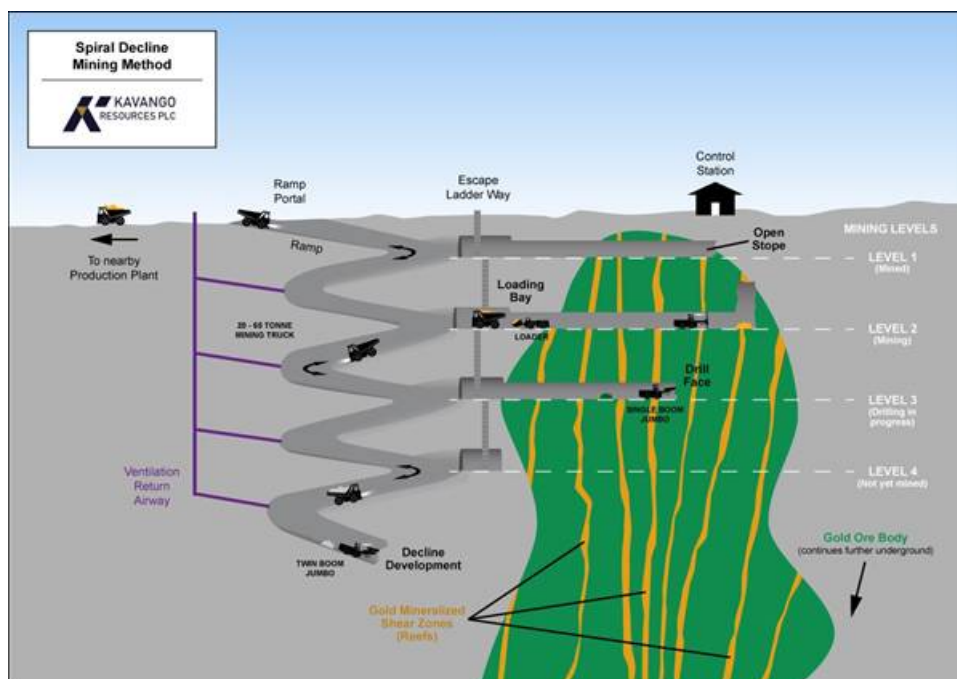 Spiral Decline
Mining Method
KAVANGO
RESOURCES PLC
Ramp
Portal
Escape
Ladder Way
Control
Station
Ramp
To nearby
Production Plant
Open
Stope
MINING LEVELS
LEVEL 1
(Mined)
Loading
Bay
20 - 65 TONNE
MINING TRUCK
LOADER
LEVEL 2
(Mining)
Drill
Face
SINGLE BOOM
JUMBO
LEVEL 3
(Drilling in
progress)
Ventilation
Return
Airway
LEVEL 4
(Not yet mined)
TWIN BOOM
JUMBO
Decline
Development
Gold Ore Body
(continues further underground)
Gold Mineralized
Shear Zones
(Reefs)